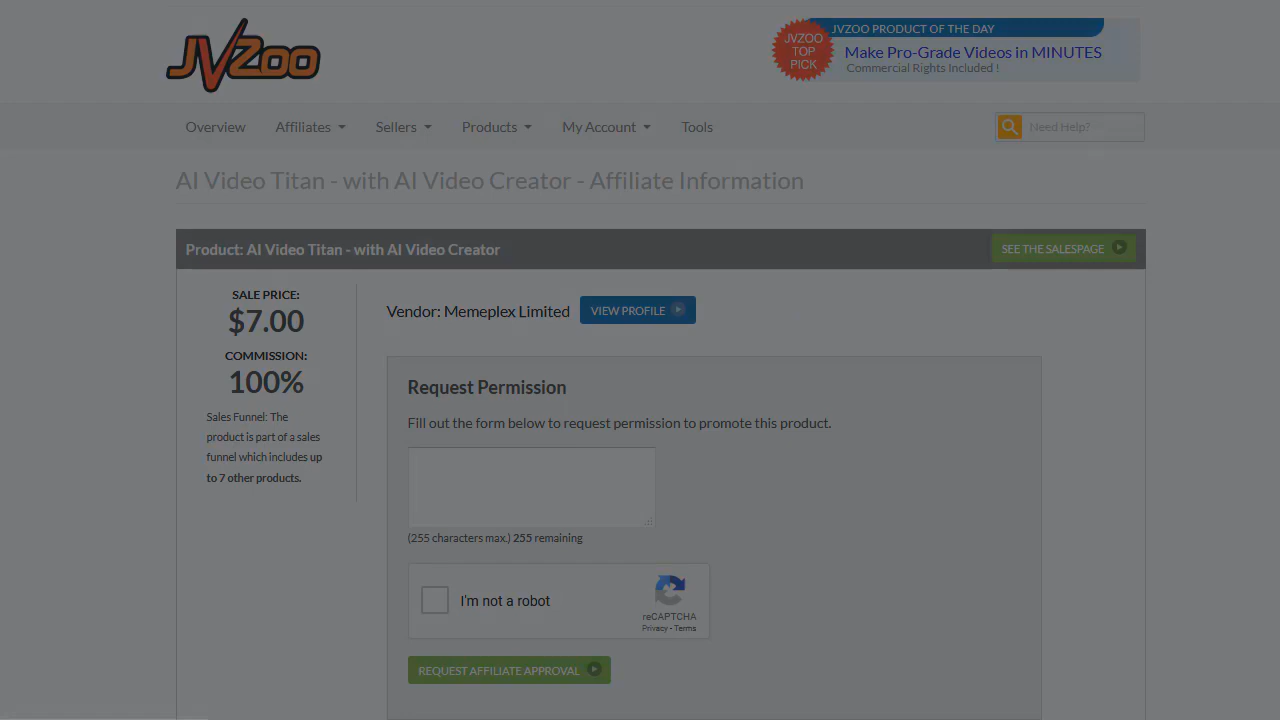 JVZoo
JVZOO PRODUCT OF THE DAY
JVZOO
TOP
PICK
Make Pro-Grade Videos in MINUTES
Commercial Rights Included !
Overview Affiliates Sellers Products My Account Tools Need Help?
AI Video Titan - with AI Video Creator - Affiliate Information
Product: AI Video Titan - with AI Video Creator SEE THE SALESPAGE
SALE PRICE:
$7.00
COMMISSION:
100%
Sales Funnel: The
product is part of a sales
funnel which includes up
to 7 other products.
Vendor: Memeplex Limited VIEW PROFILE
Request Permission
Fill out the form below to request permission to promote this product.
(255 characters max.) 255 remaining
I'm not a robot
reCAPTCHA
Privacy - Terms
REQUEST AFFILIATE APPROVAL